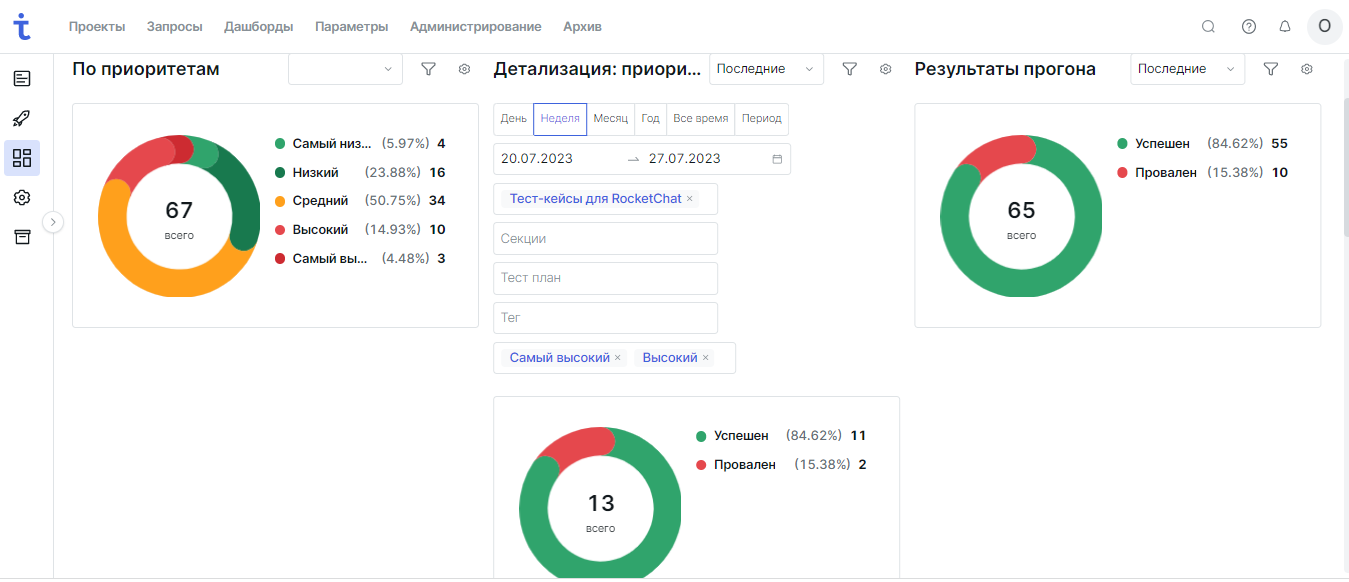 Проекты Запросы Дашборды Параметры Администрирование Архив O
По приоритетам
Самый низ... (5.97%) 4
Низкий (23.88%) 16
Средний (50.75%) 34
Высокий (14.93%) 10
Самый вы... (4.48%) 3
67
всего
Детализация: приори... Последние
День Неделя Месяц Год Все время Период
20.07.2023 → 27.07.2023
Тест-кейсы для RocketChat ×
Секции
Тест план
Тег
Самый высокий × Высокий ×
Успешен (84.62%) 11
Провален (15.38%) 2
13
всего
Результаты прогона Последние
Успешен (84.62%) 55
Провален (15.38%) 10
65
всего